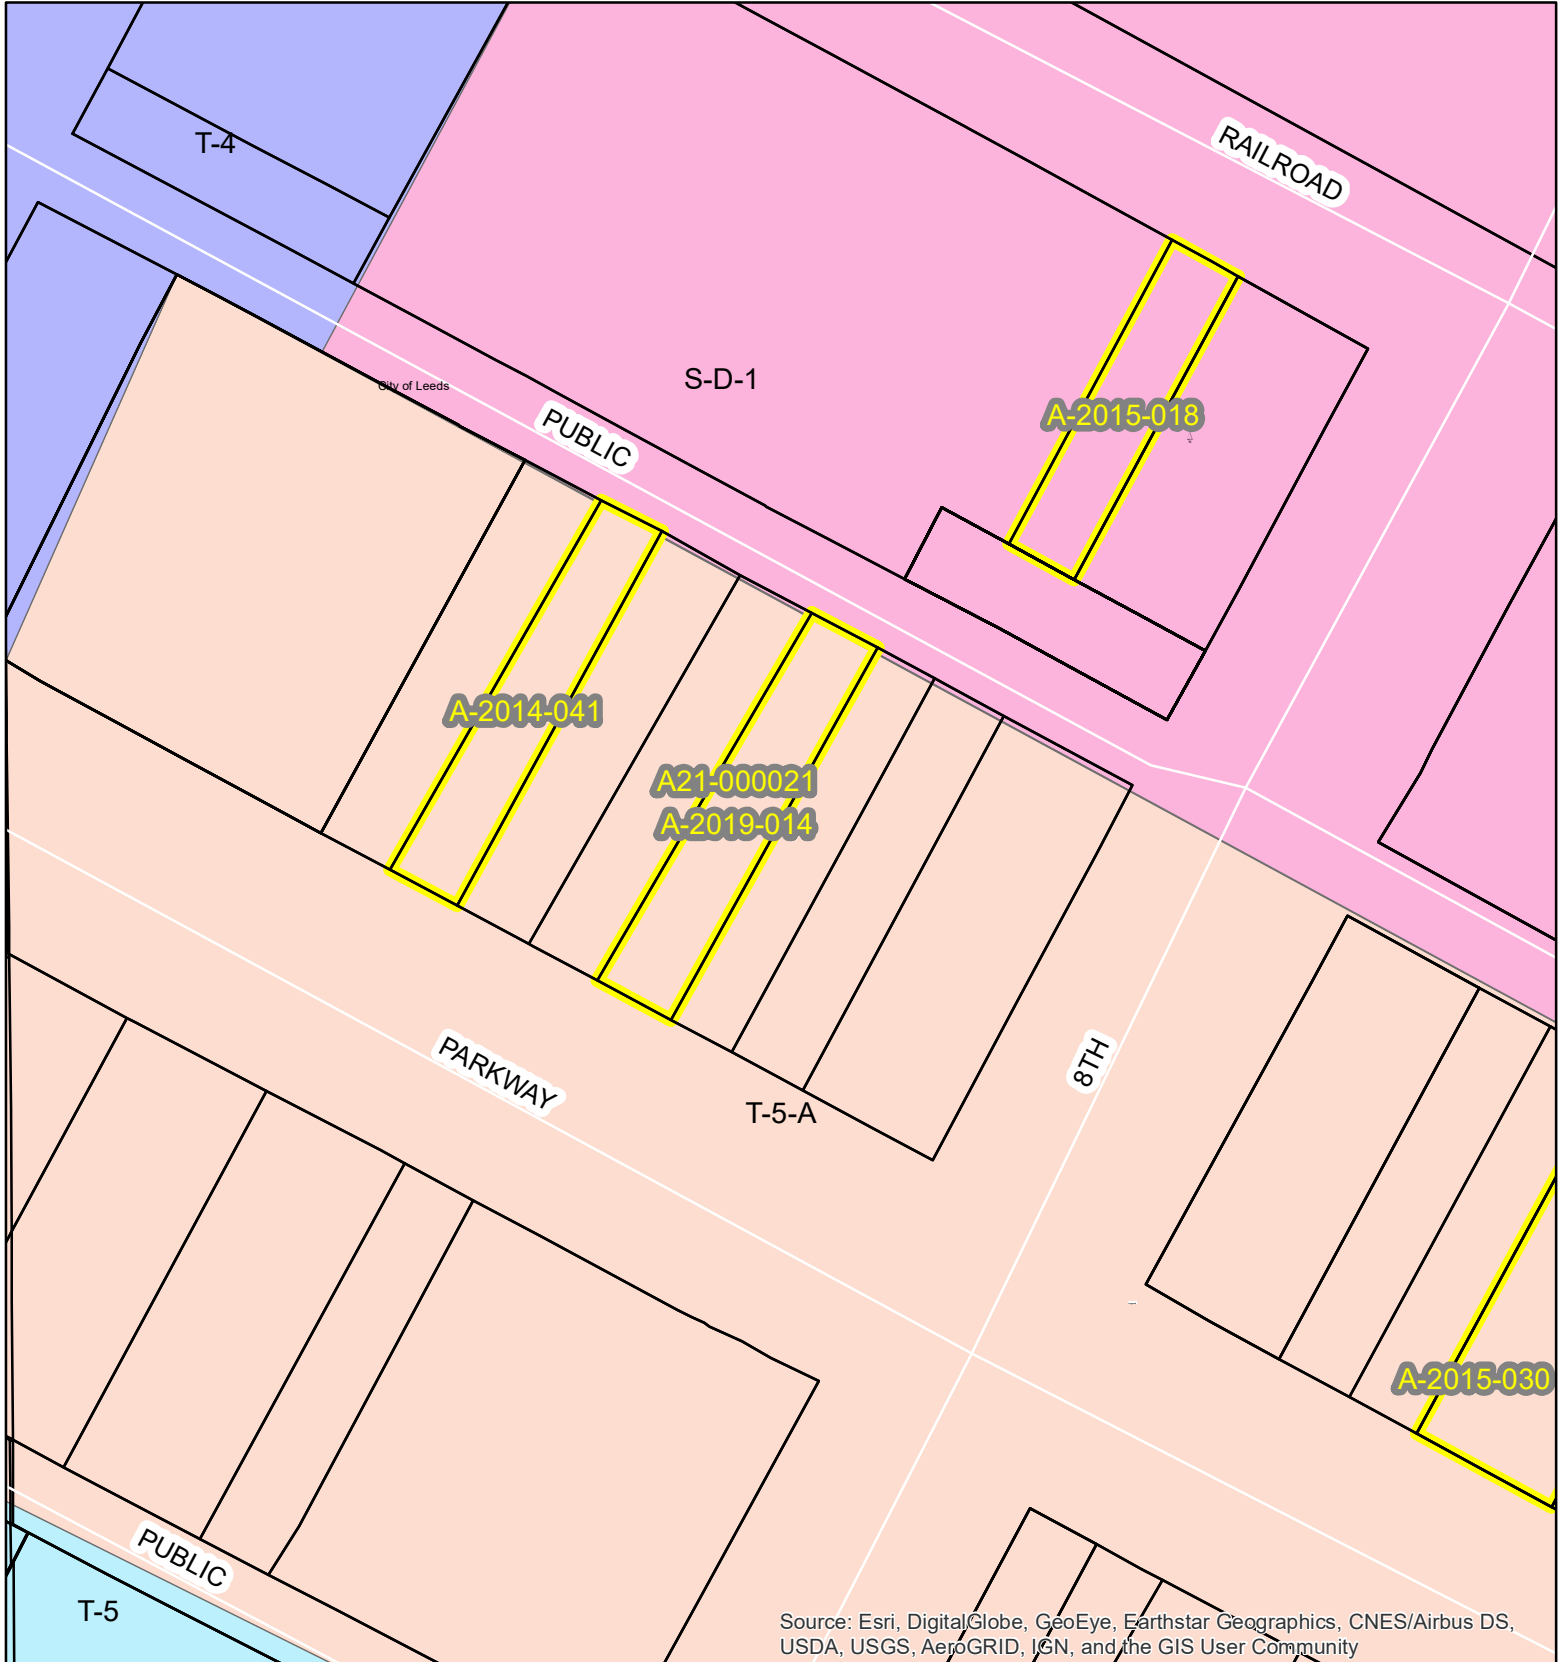 RAILROAD
T-4
S-D-1
City of Leeds
A-2015-018
PUBLIC
A-2014-041
A21-000021
A-2019-014
PARKWAY
8TH
T-5-A
A-2015-030
PUBLIC
T-5
Source: Esri, DigitalGlobe, GeoEye, Earthstar Geographics, CNES/Airbus DS,
USDA, USGS, AeroGRID, IGN, and the GIS User Community